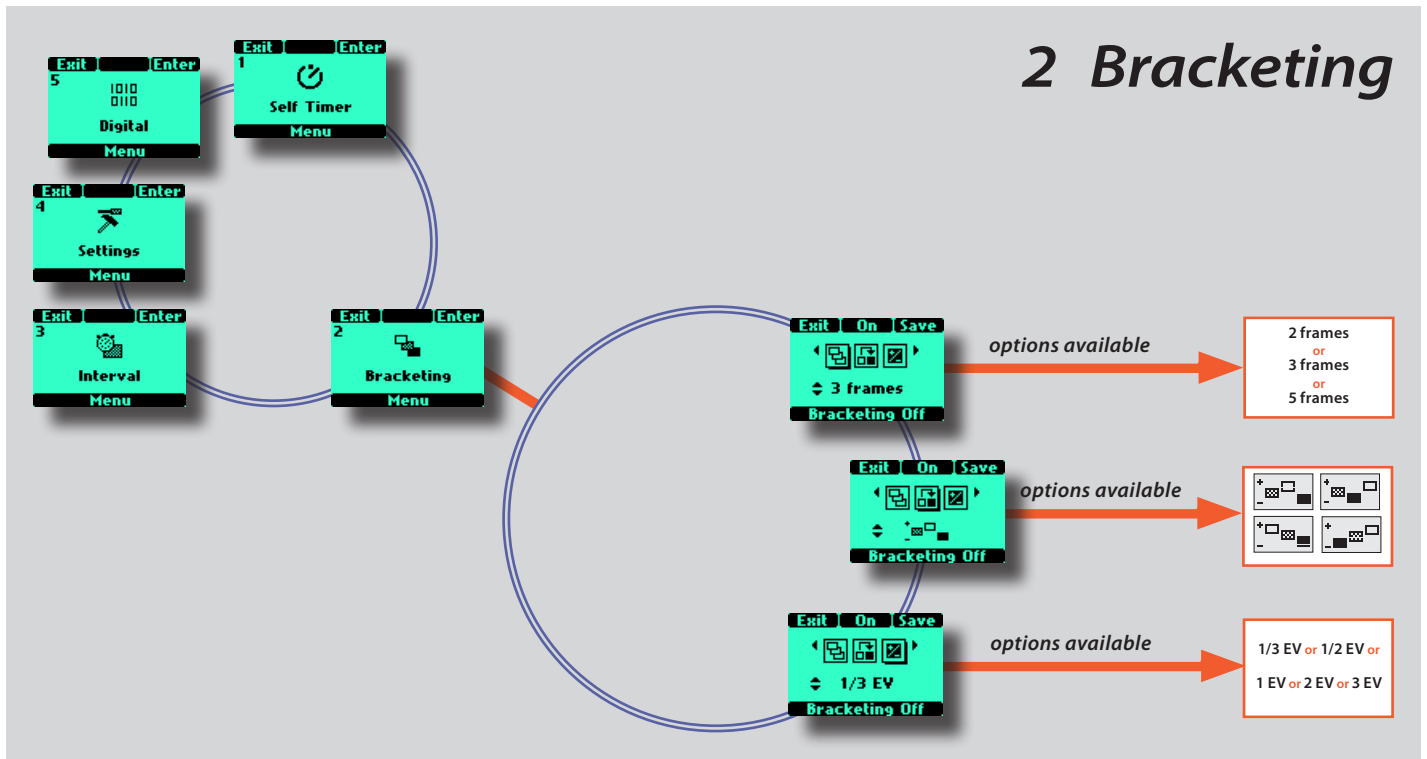 2 Bracketing
Exit Enter
1
Self Timer
Menu
Exit Enter
5
1010
0110
Digital
Menu
Exit Enter
4
Settings
Menu
Exit Enter
3
Interval
Menu
Exit Enter
2
Bracketing
Menu
Exit On Save
3 frames
Bracketing Off
options available
2 frames
or
3 frames
or
5 frames
Exit On Save
Bracketing Off
options available
Exit On Save
1/3 EV
Bracketing Off
options available
1/3 EV or 1/2 EV or
1 EV or 2 EV or 3 EV